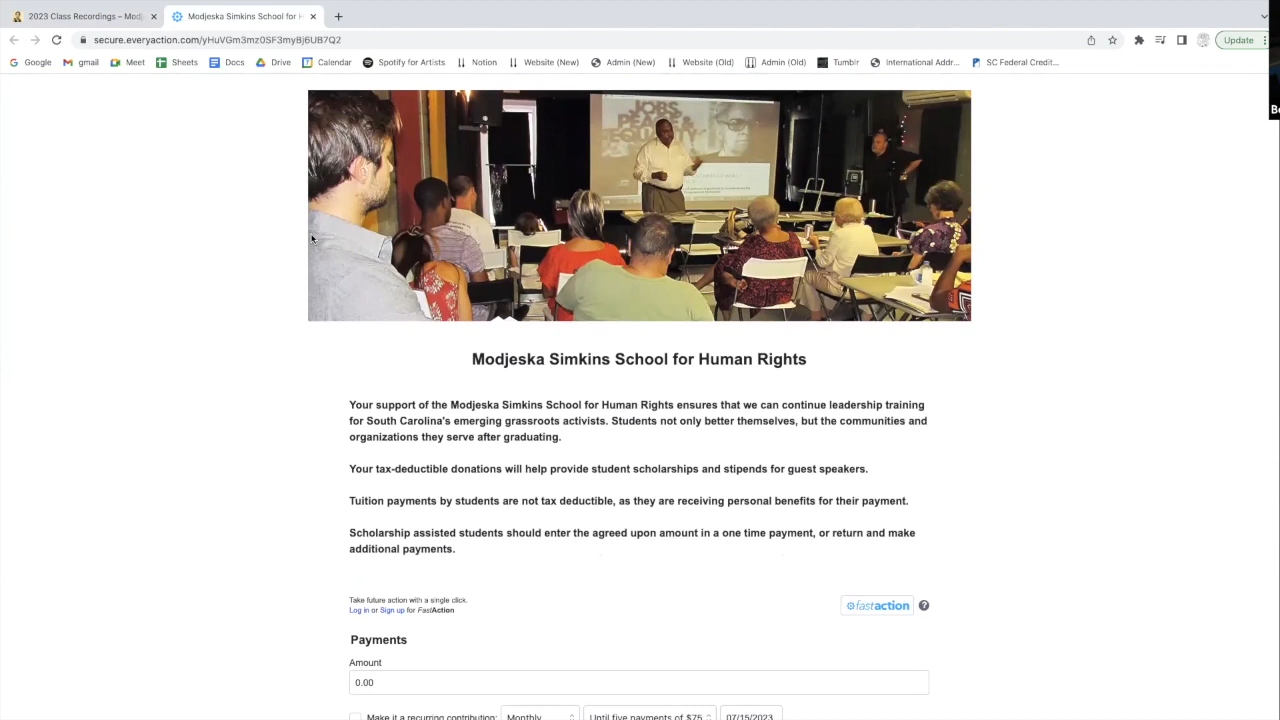 2023 Class Recordings – Modj
Modjeska Simkins School for H
secure.everyaction.com/yHuVGm3mz0SF3myBj6UB7Q2
Update
Google gmail Meet Sheets Docs Drive Calendar Spotify for Artists Notion Website (New) Admin (New) Website (Old) Admin (Old) Tumblr International Addr... SC Federal Credit...
Be
JOBS
PEACE &
EQUALITY
Modjeska Simkins School for Human Rights
Your support of the Modjeska Simkins School for Human Rights ensures that we can continue leadership training
for South Carolina's emerging grassroots activists. Students not only better themselves, but the communities and
organizations they serve after graduating.
Your tax-deductible donations will help provide student scholarships and stipends for guest speakers.
Tuition payments by students are not tax deductible, as they are receiving personal benefits for their payment.
Scholarship assisted students should enter the agreed upon amount in a one time payment, or return and make
additional payments.
Take future action with a single click.
Log in or Sign up for FastAction
fastaction ?
Payments
Amount
0.00
Make it a recurring contribution: Monthly Until five payments of $75 07/15/2023